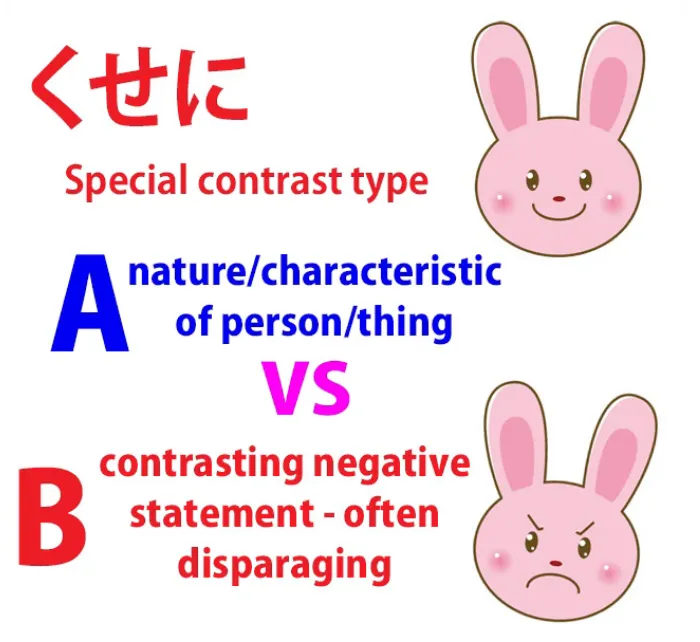 くせに
Special contrast type
A nature/characteristic
of person/thing
VS
contrasting negative
B statement - often
disparaging